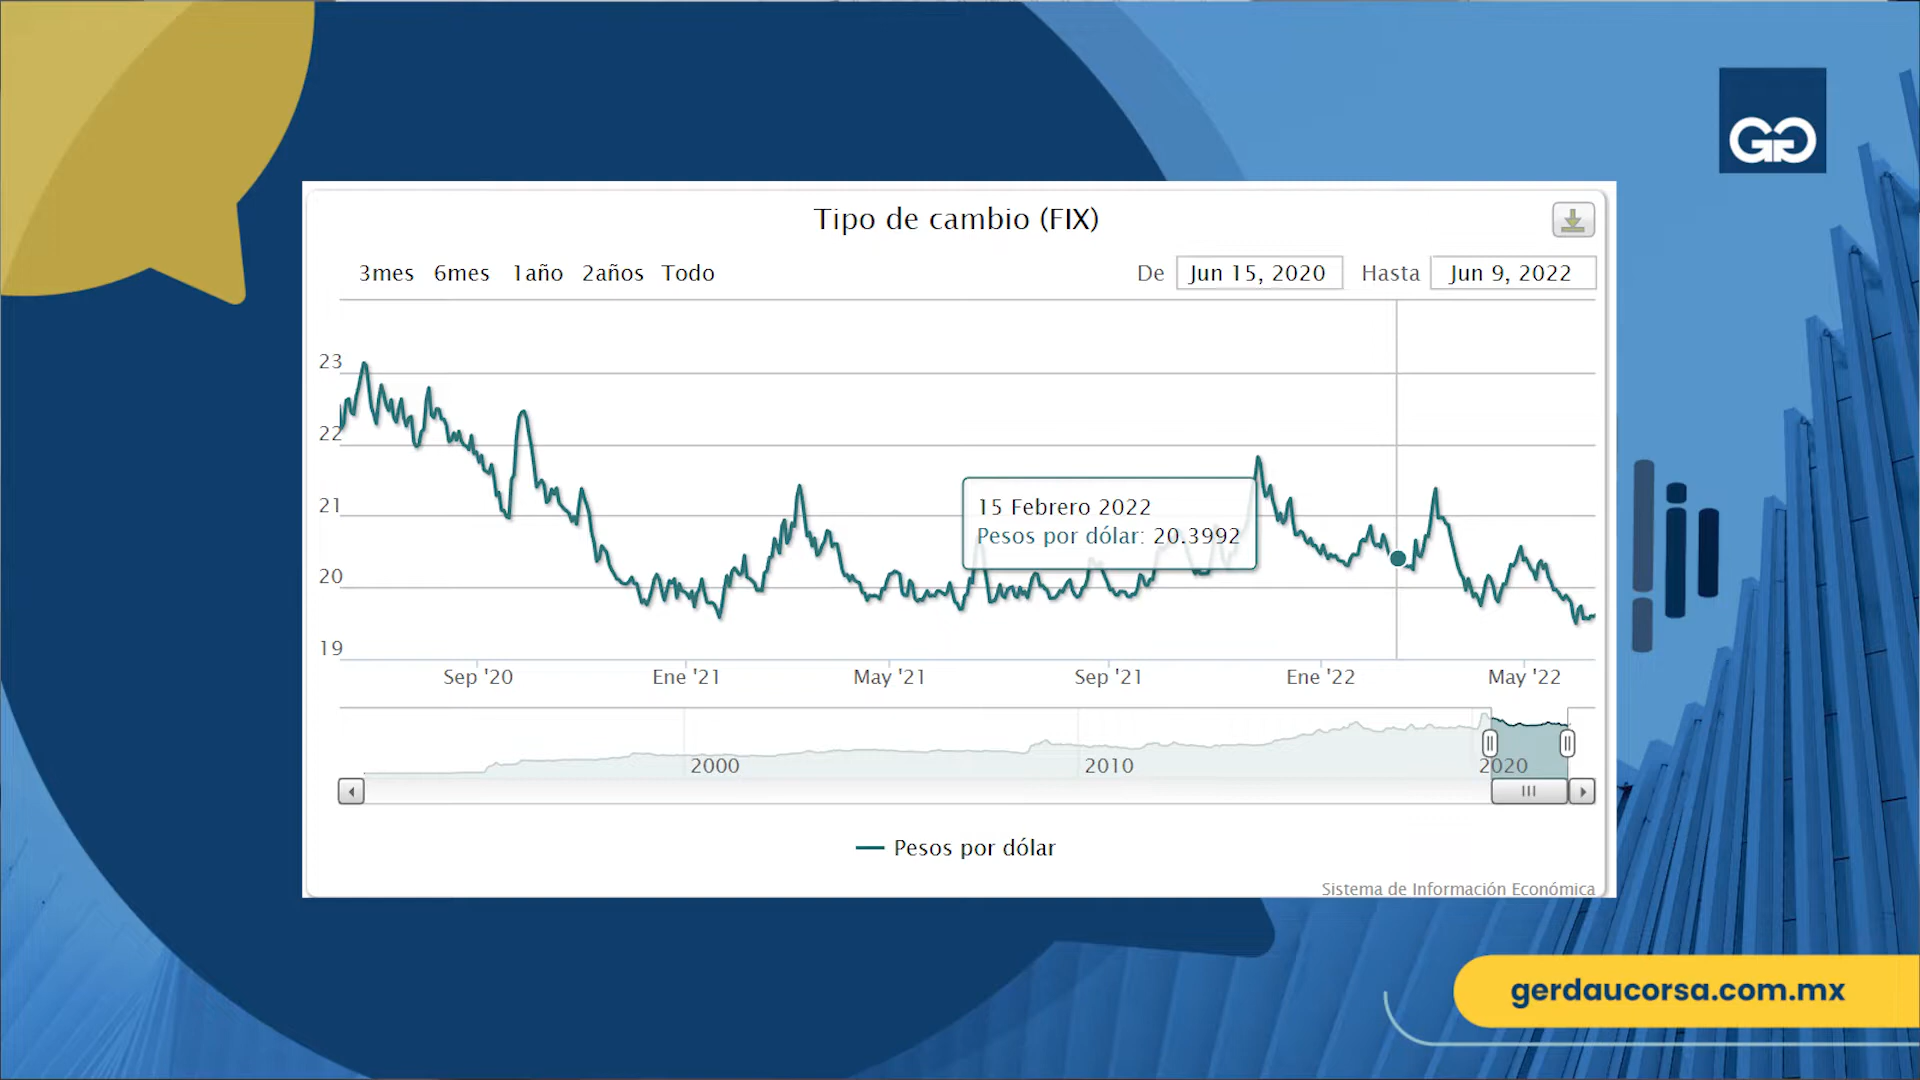 Tipo de cambio (FIX)
3mes 6mes 1año 2años Todo
De Jun 15, 2020 Hasta Jun 9, 2022
23
22
21
20
19
15 Febrero 2022
Pesos por dólar: 20.3992
Sep '20 Ene '21 May '21 Sep '21 Ene '22 May '22
2000 2010 2020
Pesos por dólar
Sistema de Información Económica
gerdaucorsa.com.mx